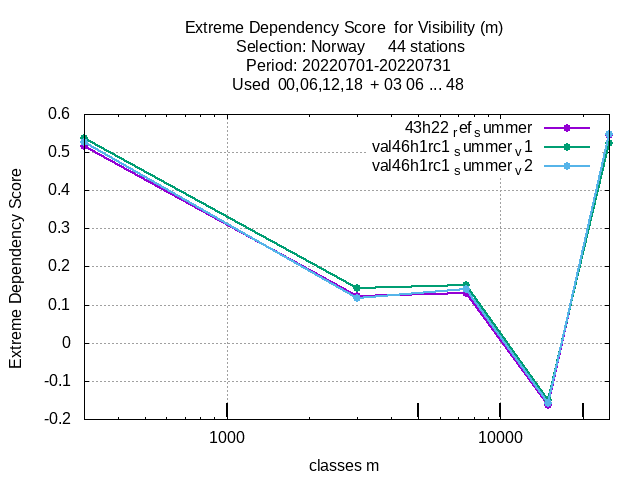 Extreme Dependency Score  for Visibility (m)
Selection: Norway     44 stations
Period: 20220701-20220731
Used  00,06,12,18  + 03 06 ... 48
0.6
43h22 ref summer
val46h1rc1 summer v1
0.5
val46h1rc1 summer v2
0.4
0.3
0.2
0.1
0
-0.1
-0.2
Extreme Dependency Score
1000
10000
classes m